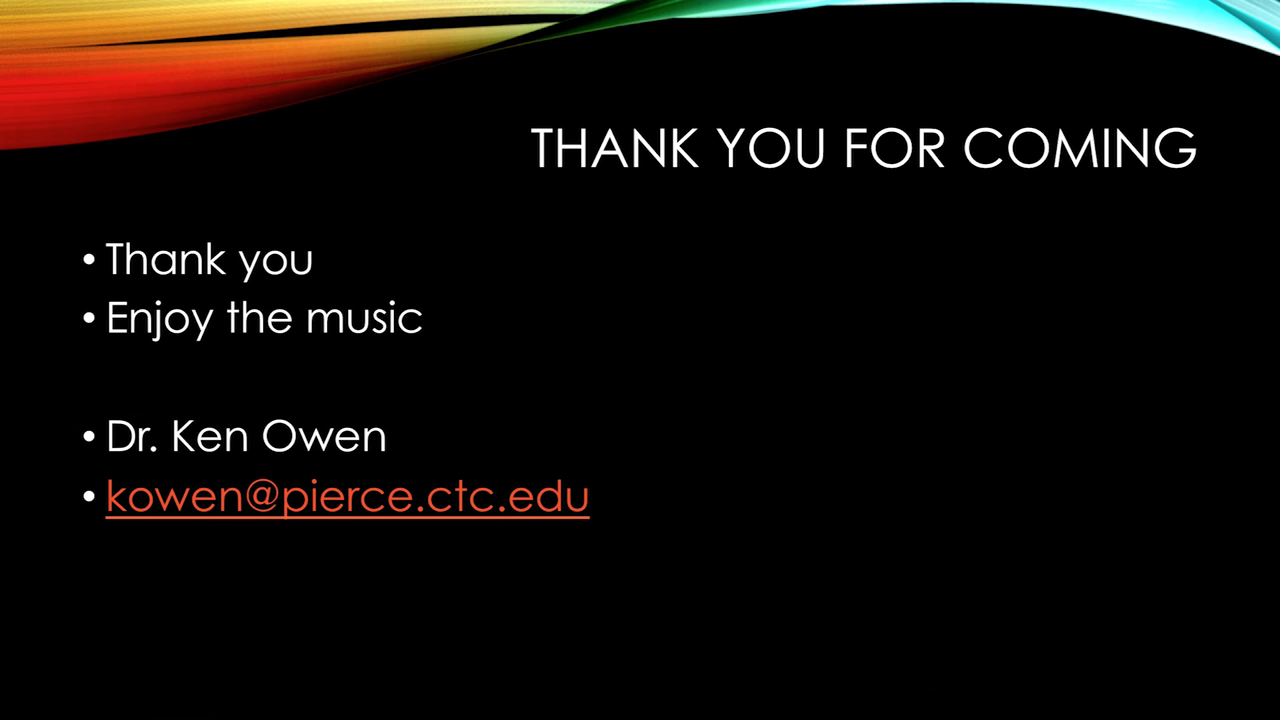 THANK YOU FOR COMING
• Thank you
• Enjoy the music
• Dr. Ken Owen
• kowen@pierce.ctc.edu